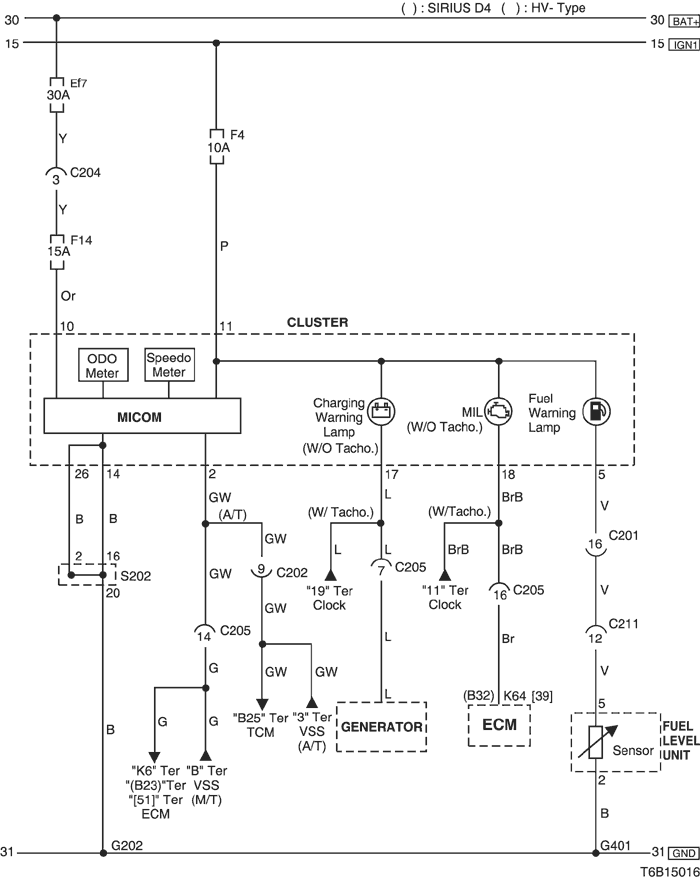 ( ) : SIRIUS D4 ( ) : HV- Type
30
30 BAT+
15
15 IGN1
Ef7
30A
F4
10A
Y
C204
3
Y
F14
15A
P
Or
10
11
CLUSTER
ODO
Meter
Speedo
Meter
MICOM
Charging
Warning
Lamp
(W/O Tacho.)
MIL
(W/O Tacho.)
Fuel
Warning
Lamp
26
14
2
17
18
5
GW
(A/T)
L
BrB
V
B
B
(W/ Tacho.)
(W/Tacho.)
GW
L
L
BrB
BrB
16
C201
2
16
S202
20
GW
9
C202
7
C205
16
C205
"19" Ter
Clock
"11" Ter
Clock
GW
V
14
C205
L
Br
12
C211
G
GW
GW
V
G
G
B
L
(B32)
K64
[39]
5
"B25" Ter
TCM
"3" Ter
VSS
(A/T)
GENERATOR
ECM
Sensor
FUEL
LEVEL
UNIT
"K6" Ter
"(B23)"Ter
"[51]" Ter
ECM
"B" Ter
VSS
(M/T)
2
B
31
G202
G401
31 GND
T6B15016